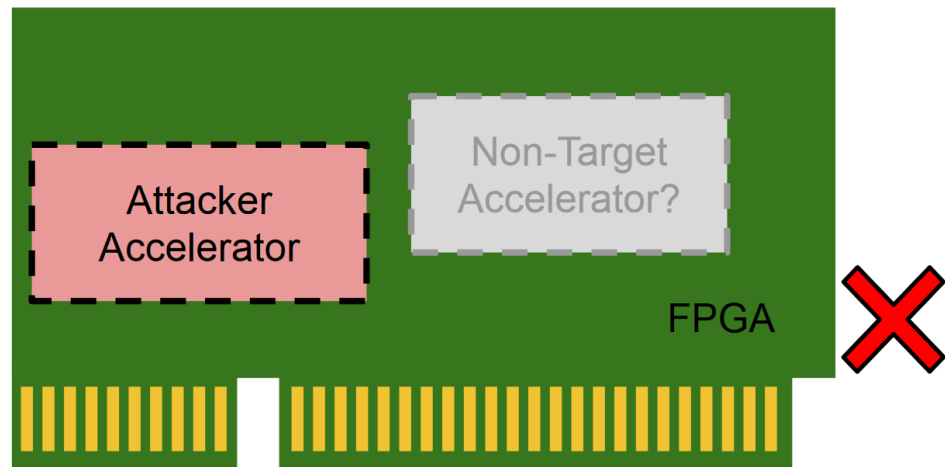 Attacker
Accelerator
Non-Target
Accelerator?
FPGA